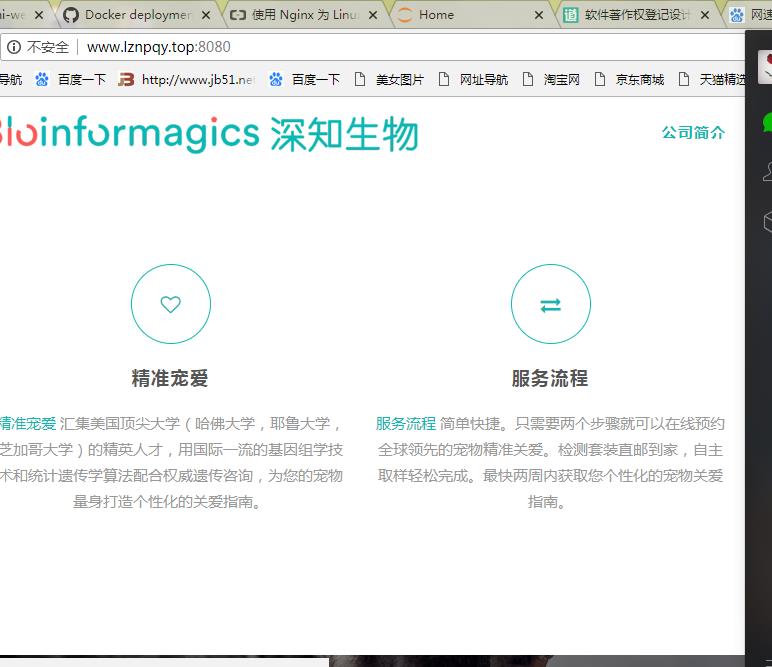 Docker deploymen
使用 Nginx 为 Linu
Home
软件著作权登记设计
网速
不安全
www.lznpqy.top:8080
导航
百度一下
http://www.jb51.ne
百度一下
美女图片
网址导航
淘宝网
京东商城
天猫精选
Bioinformagics 深知生物
公司简介
精准宠爱
服务流程
精准宠爱 汇集美国顶尖大学（哈佛大学，耶鲁大学，
芝加哥大学）的精英人才，用国际一流的基因组学技
术和统计遗传学算法配合权威遗传咨询，为您的宠物
量身打造个性化的关爱指南。
服务流程 简单快捷。只需要两个步骤就可以在线预约
全球领先的宠物精准关爱。检测套装直邮到家，自主
取样轻松完成。最快两周内获取您个性化的宠物关爱
指南。